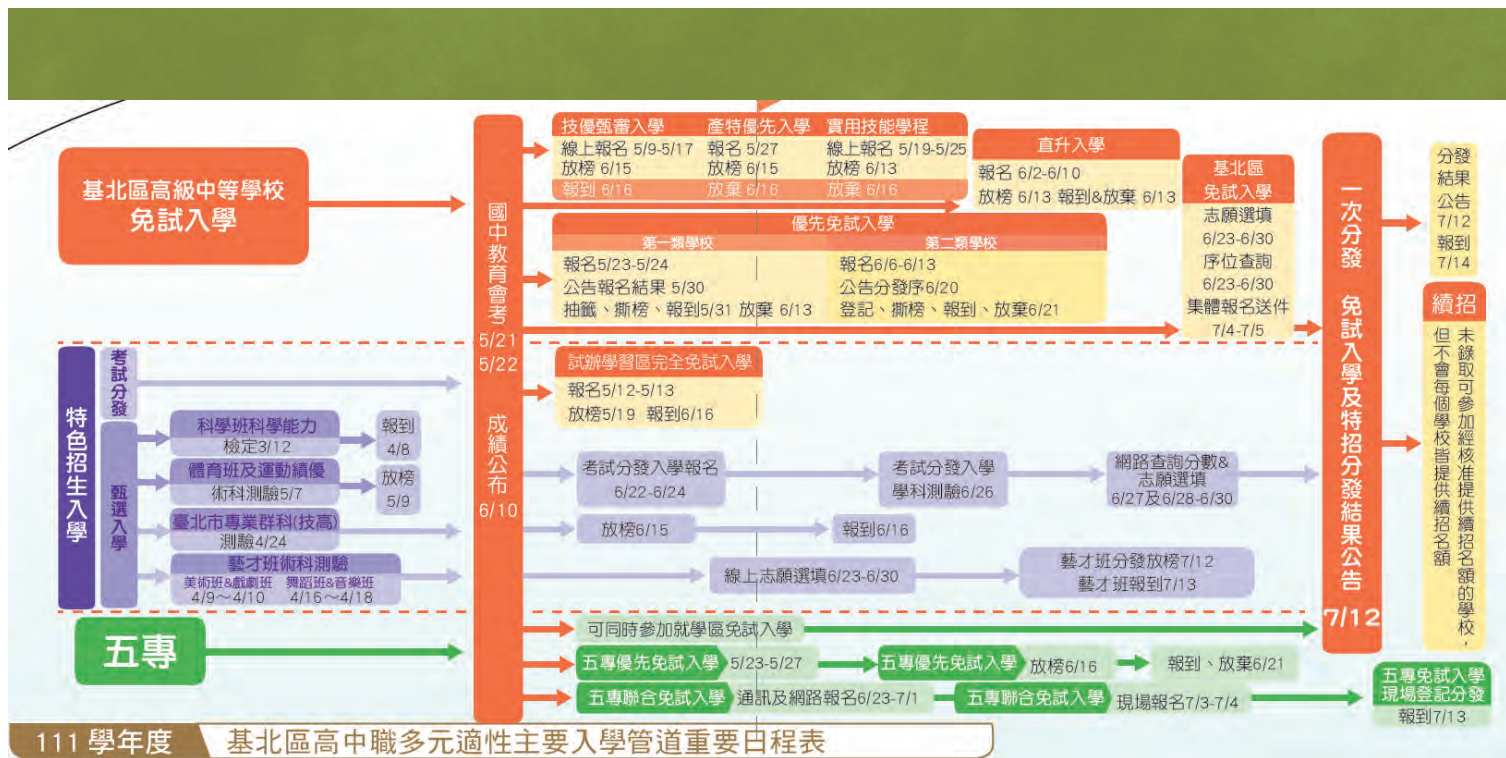 基北區高級中等學校
免試入學
國中教育會考
5/21
5/22
成績公布
6/10
技優甄審入學
線上報名 5/9-5/17
放榜 6/15
報到 6/16
產特優先入學
報名 5/27
放榜 6/15
放棄 6/16
實用技能學程
線上報名 5/19-5/25
放榜 6/13
放棄 6/16
直升入學
報名 6/2-6/10
放榜 6/13 報到&放棄 6/13
優先免試入學
第一類學校
報名5/23-5/24
公告報名結果 5/30
抽籤、撕榜、報到5/31 放棄 6/13
第二類學校
報名6/6-6/13
公告分發序6/20
登記、撕榜、報到、放棄6/21
基北區
免試入學
志願選填
6/23-6/30
序位查詢
6/23-6/30
集體報名送件
7/4-7/5
一次分發 免試入學及特招分發結果公告
7/12
分發
結果
公告
7/12
報到
7/14
續招
未錄取可參加經核准提供續招名額的學校，
但不會每個學校皆提供續招名額
試辦學習區完全免試入學
報名5/12-5/13
放榜5/19 報到6/16
特色招生入學
考試分發
甄選入學
科學班科學能力
檢定3/12
報到
4/8
體育班及運動績優
術科測驗5/7
放榜
5/9
臺北市專業群科(技高)
測驗4/24
藝才班術科測驗
美術班&戲劇班 舞蹈班&音樂班
4/9～4/10 4/16～4/18
考試分發入學報名
6/22-6/24
考試分發入學
學科測驗6/26
網路查詢分數&
志願選填
6/27及6/28-6/30
放榜6/15
報到6/16
線上志願選填6/23-6/30
藝才班分發放榜7/12
藝才班報到7/13
五專
可同時參加就學區免試入學
五專優先免試入學 5/23-5/27
五專優先免試入學 放榜6/16
報到、放棄6/21
五專聯合免試入學 通訊及網路報名6/23-7/1
五專聯合免試入學 現場報名7/3-7/4
五專免試入學
現場登記分發
報到7/13
111 學年度 基北區高中職多元適性主要入學管道重要日程表